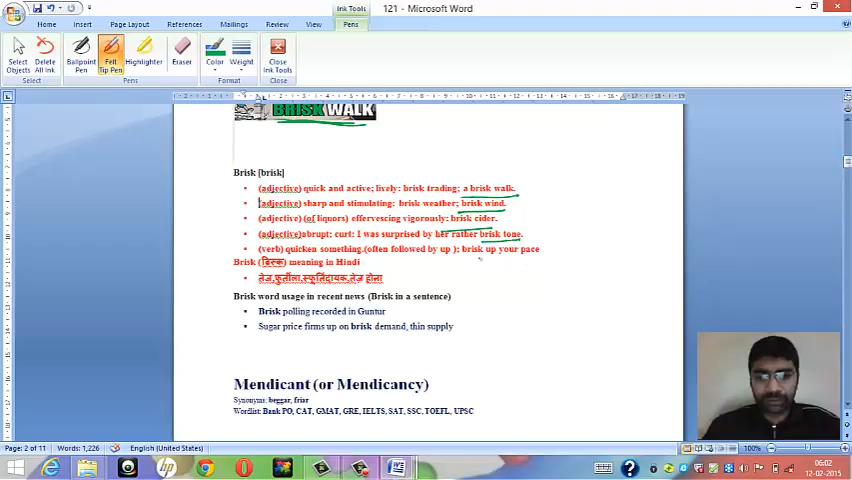 Ink Tools
121 - Microsoft Word
Home
Insert
Page Layout
References
Mailings
Review
View
Pens
Select Objects
Delete All Ink
Ballpoint Pen
Felt Tip Pen
Highlighter
Eraser
Color
Weight
Close Ink Tools
Select
Pens
Format
Close
BRISK WALK
Brisk [brisk]
(adjective) quick and active; lively: brisk trading; a brisk walk.
(adjective) sharp and stimulating: brisk weather; brisk wind.
(adjective) (of liquors) effervescing vigorously: brisk cider.
(adjective)abrupt; curt: I was surprised by her rather brisk tone.
(verb) quicken something.(often followed by up ); brisk up your pace
Brisk (ब्रिस्क) meaning in Hindi
तेज,फुर्तीला,स्फूर्तिदायक,तेज होना
Brisk word usage in recent news (Brisk in a sentence)
Brisk polling recorded in Guntur
Sugar price firms up on brisk demand, thin supply
Mendicant (or Mendicancy)
Synonyms: beggar, friar
Wordlist: Bank PO, CAT, GMAT, GRE, IELTS, SAT, SSC, TOEFL, UPSC
Page: 2 of 11
Words: 1,226
English (United States)
100%
06:02
12-02-2015